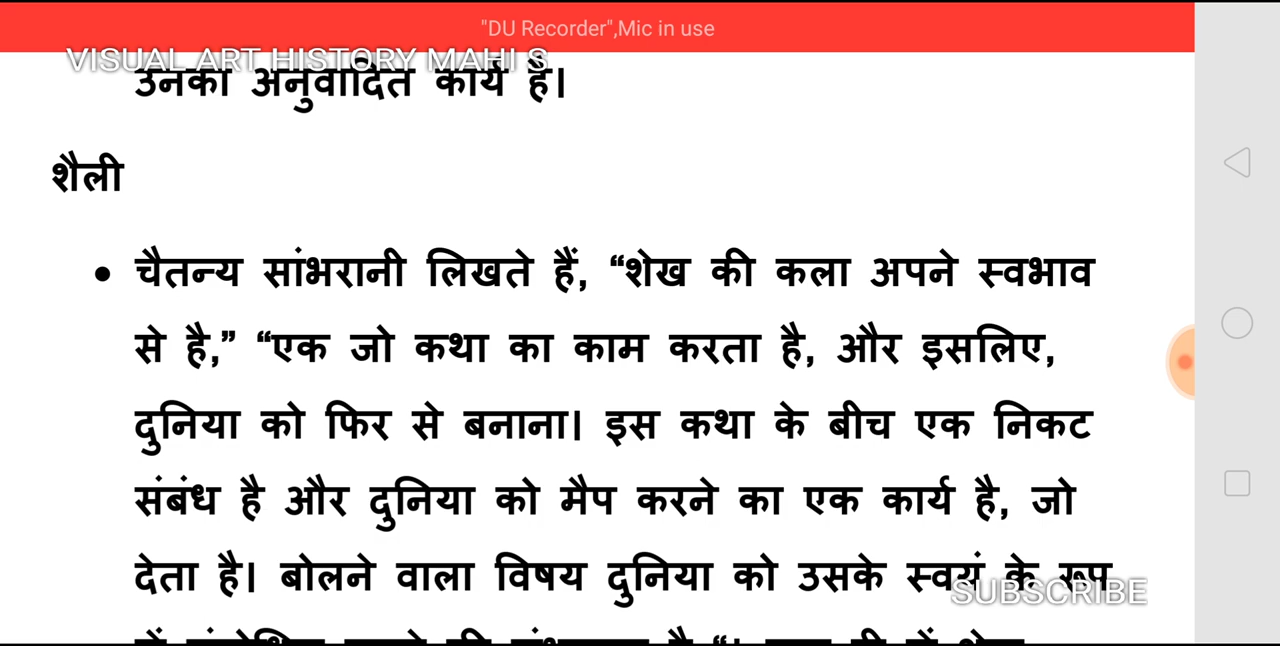 "DU Recorder",Mic in use
VISUAL ART HISTORY MAHI S
उनका अनुवादित कार्य है।
शैली
• चैतन्य सांभरानी लिखते हैं, “शेख की कला अपने स्वभाव
से है,” “एक जो कथा का काम करता है, और इसलिए,
दुनिया को फिर से बनाना। इस कथा के बीच एक निकट
संबंध है और दुनिया को मैप करने का एक कार्य है, जो
देता है। बोलने वाला विषय दुनिया को उसके स्वयं के रूप
SUBSCRIBE